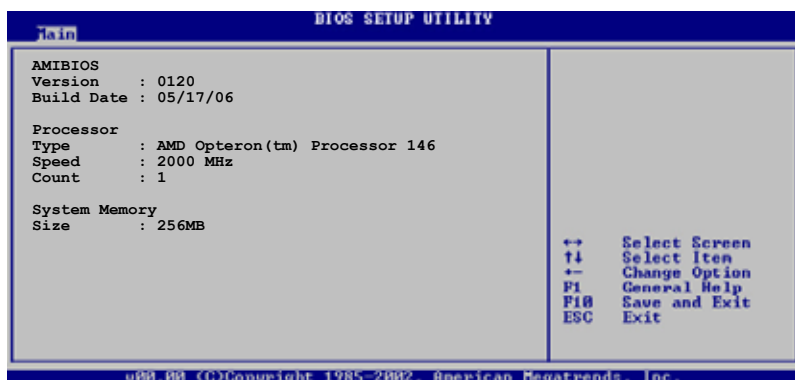 BIOS SETUP UTILITY
Main
AMIBIOS
Version : 0120
Build Date : 05/17/06
Processor
Type : AMD Opteron(tm) Processor 146
Speed : 2000 MHz
Count : 1
System Memory
Size : 256MB
↔ Select Screen
↑↓ Select Item
+- Change Option
F1 General Help
F10 Save and Exit
ESC Exit
v00.00 (C)Copyright 1985-2002, American Megatrends, Inc.